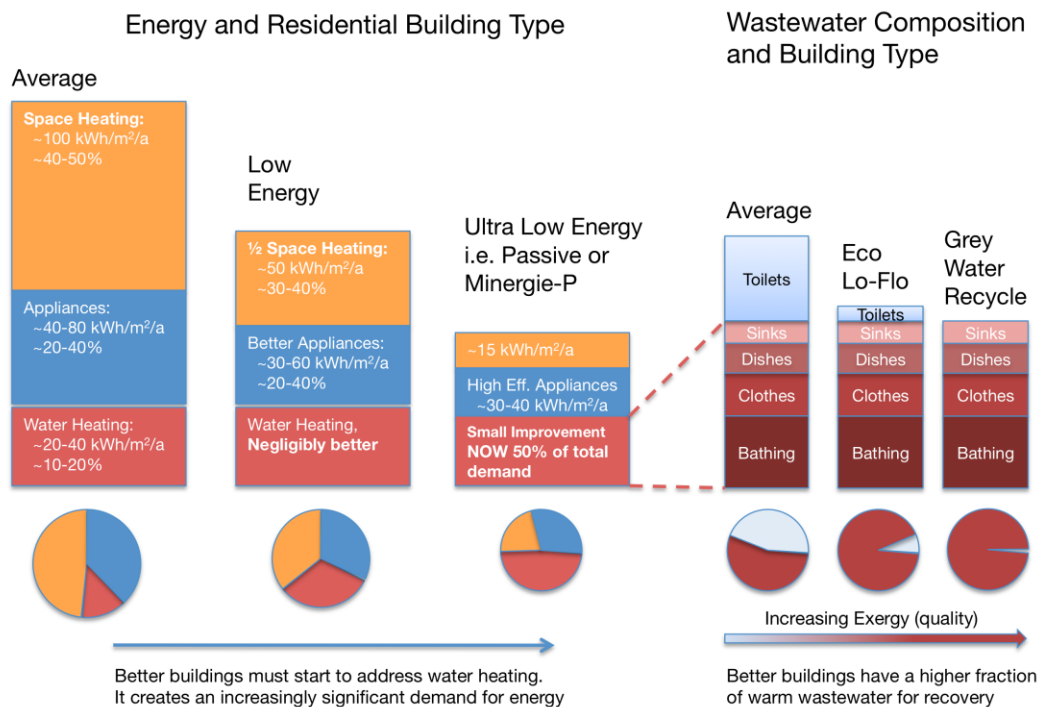 Energy and Residential Building Type
Average
Space Heating:
~100 kWh/m²/a
~40-50%
Appliances:
~40-80 kWh/m²/a
~20-40%
Water Heating:
~20-40 kWh/m²/a
~10-20%
Low
Energy
½ Space Heating:
~50 kWh/m²/a
~30-40%
Better Appliances:
~30-60 kWh/m²/a
~20-40%
Water Heating,
Negligibly better
Ultra Low Energy
i.e. Passive or
Minergie-P
~15 kWh/m²/a
High Eff. Appliances
~30-40 kWh/m²/a
Small Improvement
NOW 50% of total
demand
Better buildings must start to address water heating.
It creates an increasingly significant demand for energy
Wastewater Composition
and Building Type
Average
Toilets
Sinks
Dishes
Clothes
Bathing
Eco
Lo-Flo
Toilets
Sinks
Dishes
Clothes
Bathing
Grey
Water
Recycle
Sinks
Dishes
Clothes
Bathing
Increasing Exergy (quality)
Better buildings have a higher fraction
of warm wastewater for recovery